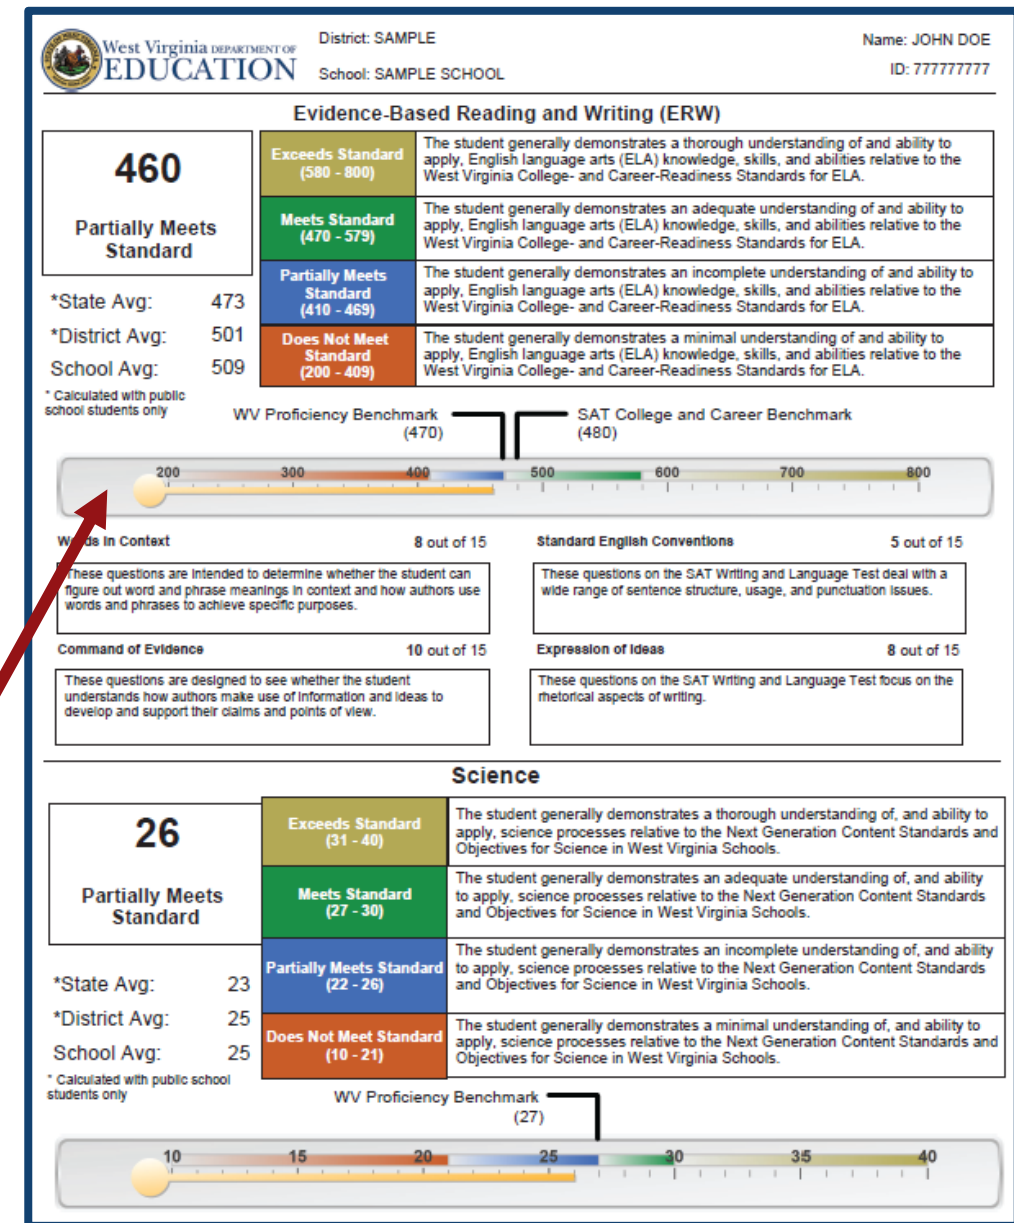 West Virginia DEPARTMENT OF
EDUCATION
District: SAMPLE
School: SAMPLE SCHOOL
Name: JOHN DOE
ID: 777777777
Evidence-Based Reading and Writing (ERW)
460
Partially Meets
Standard
*State Avg: 473
*District Avg: 501
School Avg: 509
* Calculated with public
school students only
Exceeds Standard
(580 - 800)
The student generally demonstrates a thorough understanding of and ability to
apply, English language arts (ELA) knowledge, skills, and abilities relative to the
West Virginia College- and Career-Readiness Standards for ELA.
Meets Standard
(470 - 579)
The student generally demonstrates an adequate understanding of and ability to
apply, English language arts (ELA) knowledge, skills, and abilities relative to the
West Virginia College- and Career-Readiness Standards for ELA.
Partially Meets
Standard
(410 - 469)
The student generally demonstrates an incomplete understanding of and ability to
apply, English language arts (ELA) knowledge, skills, and abilities relative to the
West Virginia College- and Career-Readiness Standards for ELA.
Does Not Meet
Standard
(200 - 409)
The student generally demonstrates a minimal understanding of and ability to
apply, English language arts (ELA) knowledge, skills, and abilities relative to the
West Virginia College- and Career-Readiness Standards for ELA.
WV Proficiency Benchmark
(470)
SAT College and Career Benchmark
(480)
200 300 400 500 600 700 800
Words In Context 8 out of 15
These questions are intended to determine whether the student can
figure out word and phrase meanings in context and how authors use
words and phrases to achieve specific purposes.
Standard English Conventions 5 out of 15
These questions on the SAT Writing and Language Test deal with a
wide range of sentence structure, usage, and punctuation issues.
Command of Evidence 10 out of 15
These questions are designed to see whether the student
understands how authors make use of information and ideas to
develop and support their claims and points of view.
Expression of Ideas 8 out of 15
These questions on the SAT Writing and Language Test focus on the
rhetorical aspects of writing.
Science
26
Partially Meets
Standard
*State Avg: 23
*District Avg: 25
School Avg: 25
* Calculated with public school
students only
Exceeds Standard
(31 - 40)
The student generally demonstrates a thorough understanding of, and ability to
apply, science processes relative to the Next Generation Content Standards and
Objectives for Science in West Virginia Schools.
Meets Standard
(27 - 30)
The student generally demonstrates an adequate understanding of, and ability
to apply, science processes relative to the Next Generation Content Standards
and Objectives for Science in West Virginia Schools.
Partially Meets Standard
(22 - 26)
The student generally demonstrates an incomplete understanding of, and ability
to apply, science processes relative to the Next Generation Content Standards
and Objectives for Science in West Virginia Schools.
Does Not Meet Standard
(10 - 21)
The student generally demonstrates a minimal understanding of, and ability to
apply, science processes relative to the Next Generation Content Standards and
Objectives for Science in West Virginia Schools.
WV Proficiency Benchmark
(27)
10 15 20 25 30 35 40